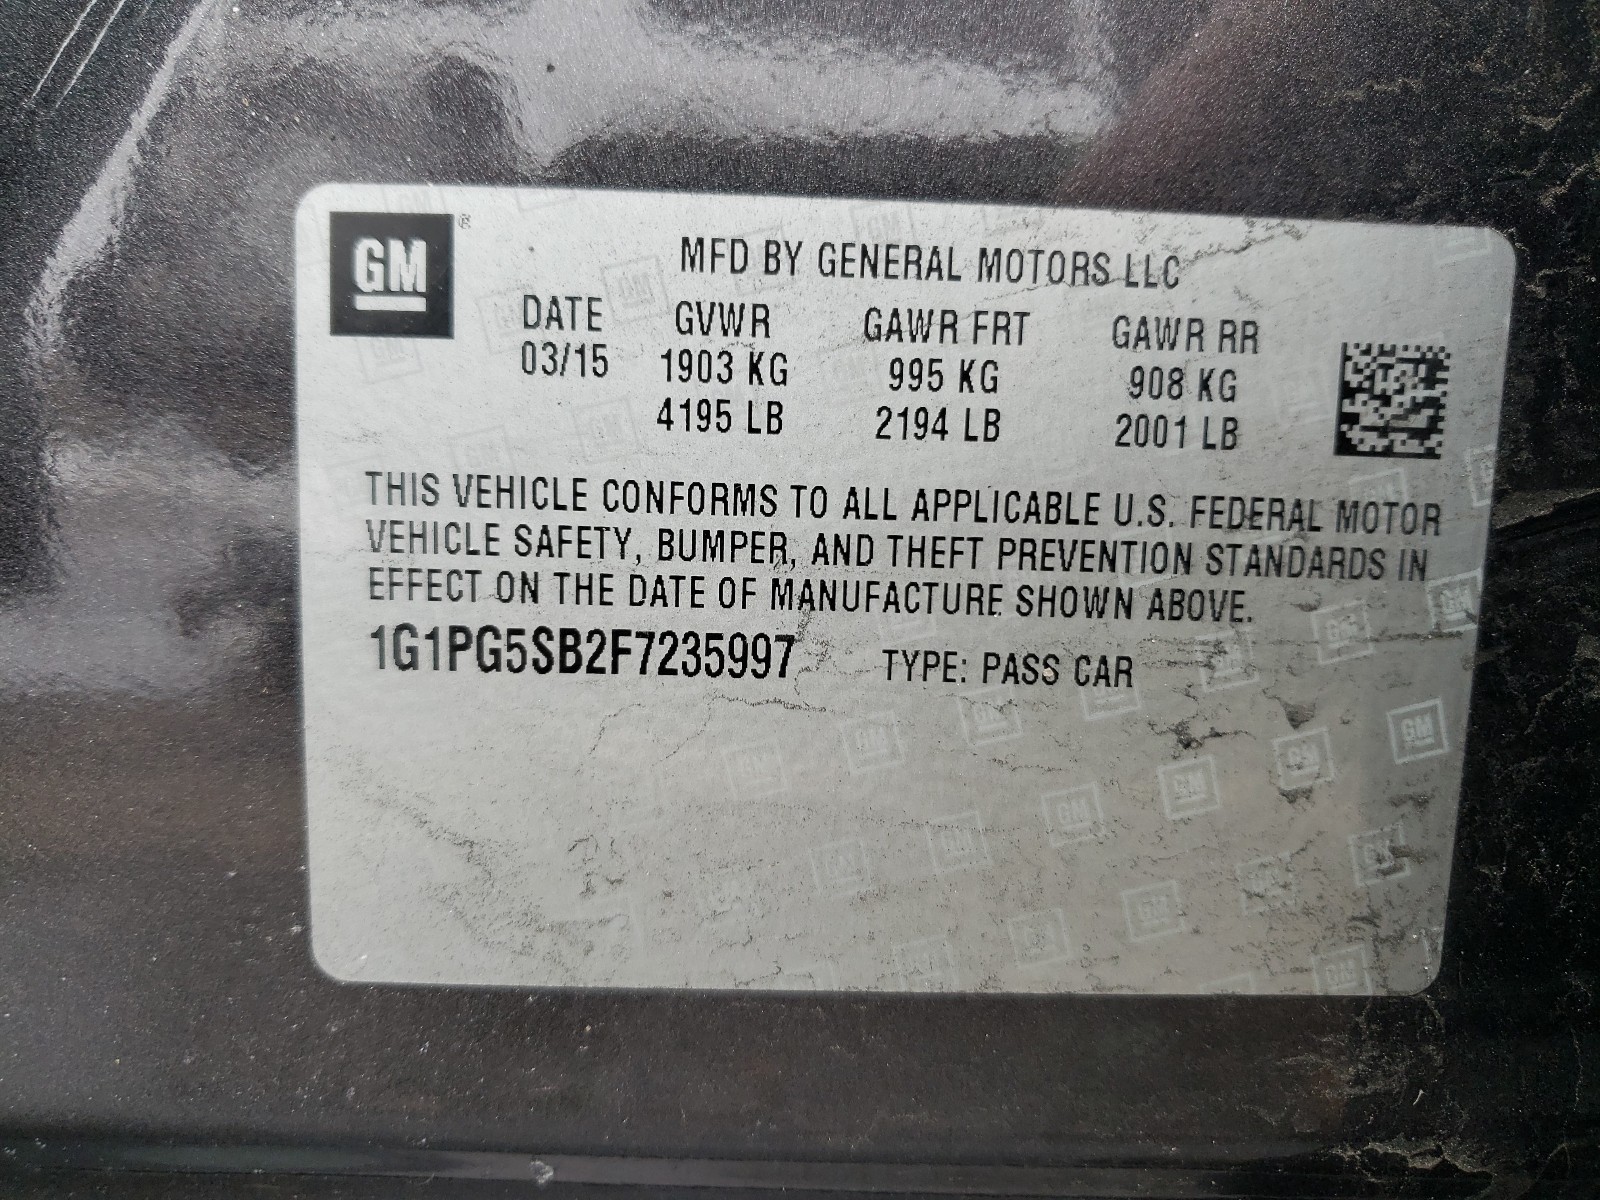 GM ®
MFD BY GENERAL MOTORS LLC
DATE GVWR GAWR FRT GAWR RR
03/15 1903 KG 995 KG 908 KG
4195 LB 2194 LB 2001 LB
THIS VEHICLE CONFORMS TO ALL APPLICABLE U.S. FEDERAL MOTOR
VEHICLE SAFETY, BUMPER, AND THEFT PREVENTION STANDARDS IN
EFFECT ON THE DATE OF MANUFACTURE SHOWN ABOVE.
1G1PG5SB2F7235997 TYPE: PASS CAR